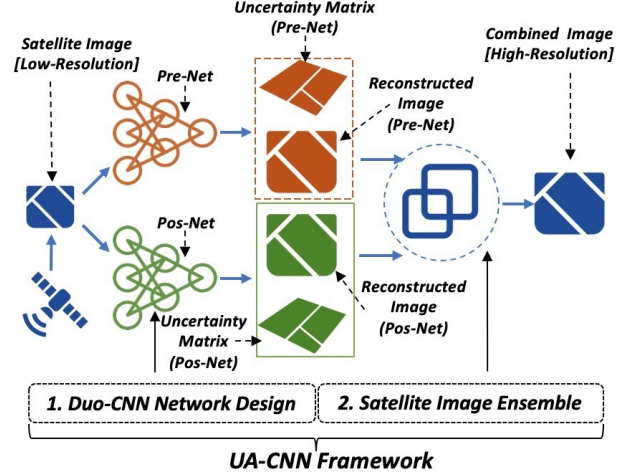 Uncertainty Matrix
(Pre-Net)
Satellite Image
[Low-Resolution]
Combined Image
[High-Resolution]
Pre-Net
Reconstructed
Image
(Pre-Net)
Pos-Net
Reconstructed
Image
(Pos-Net)
Uncertainty
Matrix
(Pos-Net)
1. Duo-CNN Network Design
2. Satellite Image Ensemble
UA-CNN Framework